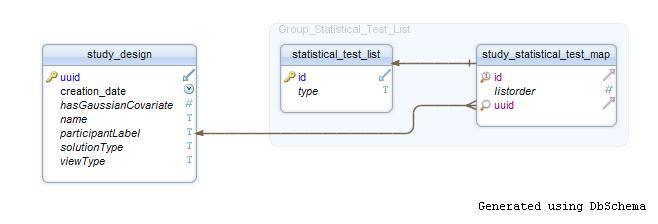 Group_Statistical_Test_List
study_design
uuid
creation_date
hasGaussianCovariate #
name T
participantLabel T
solutionType T
viewType T
statistical_test_list
id
type T
study_statistical_test_map
id
listorder #
uuid
Generated using DbSchema